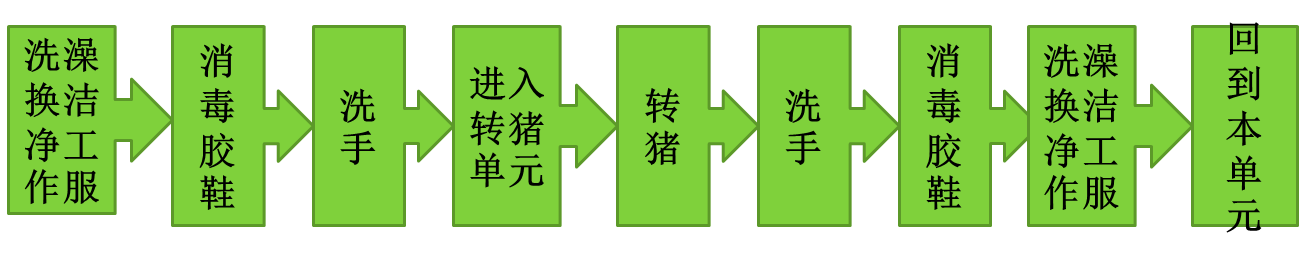 洗澡
换洁
净工
作服
消
毒
胶
鞋
洗
手
进入
转猪
单元
转
猪
洗
手
消
毒
胶
鞋
洗澡
换洁
净工
作服
回
到
本
单
元